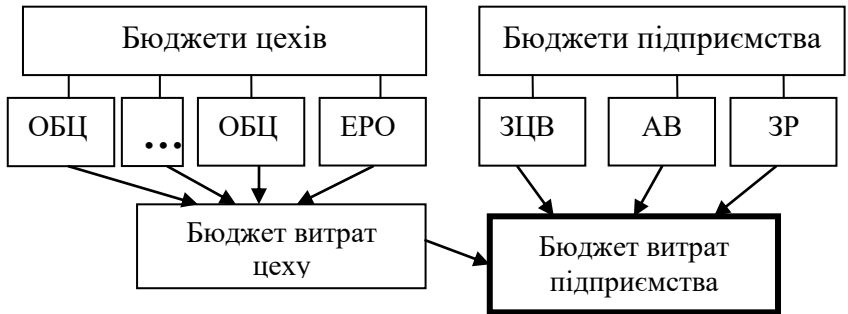 Бюджети цехів
Бюджети підприємства
ОБЦ
...
ОБЦ
ЕРО
ЗЦВ
АВ
ЗР
Бюджет витрат
цеху
Бюджет витрат
підприємства